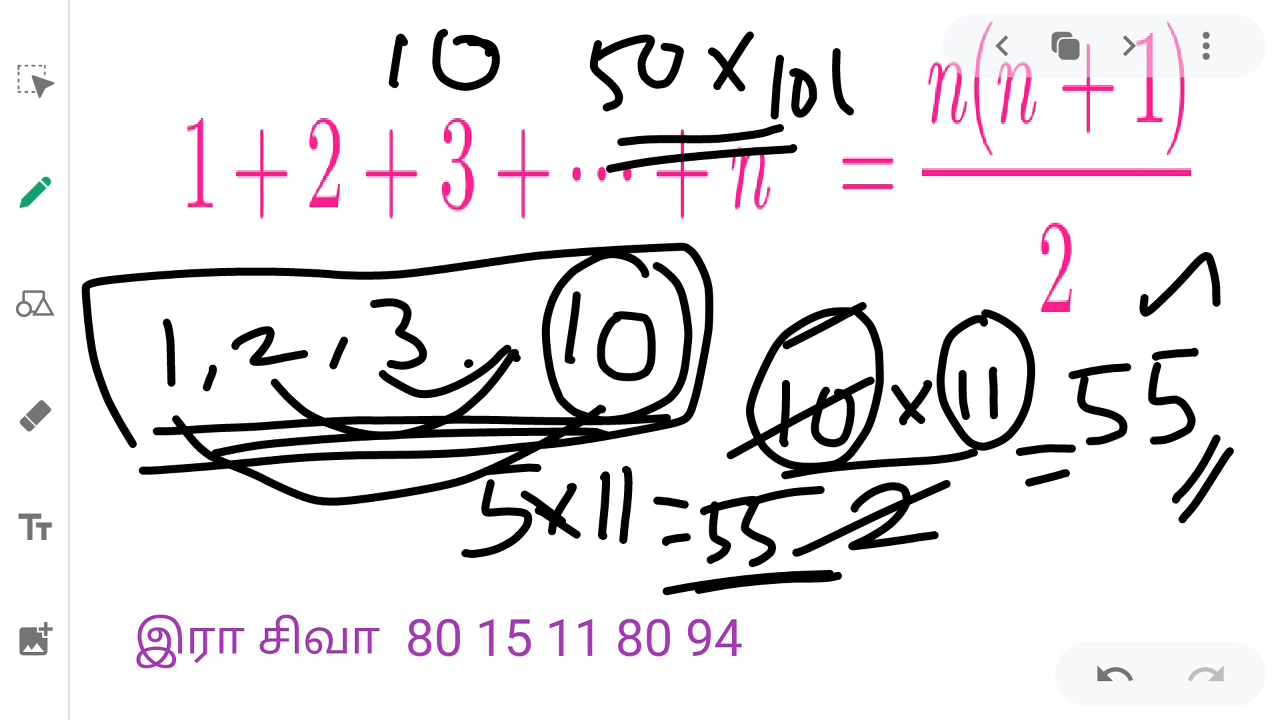 10 50 × 101
1 + 2 + 3 + ··· + n = n(n + 1) / 2
1, 2, 3 . . 10
10 × 11 = 55
2
5 × 11 = 55
இரா சிவா 80 15 11 80 94
Tт